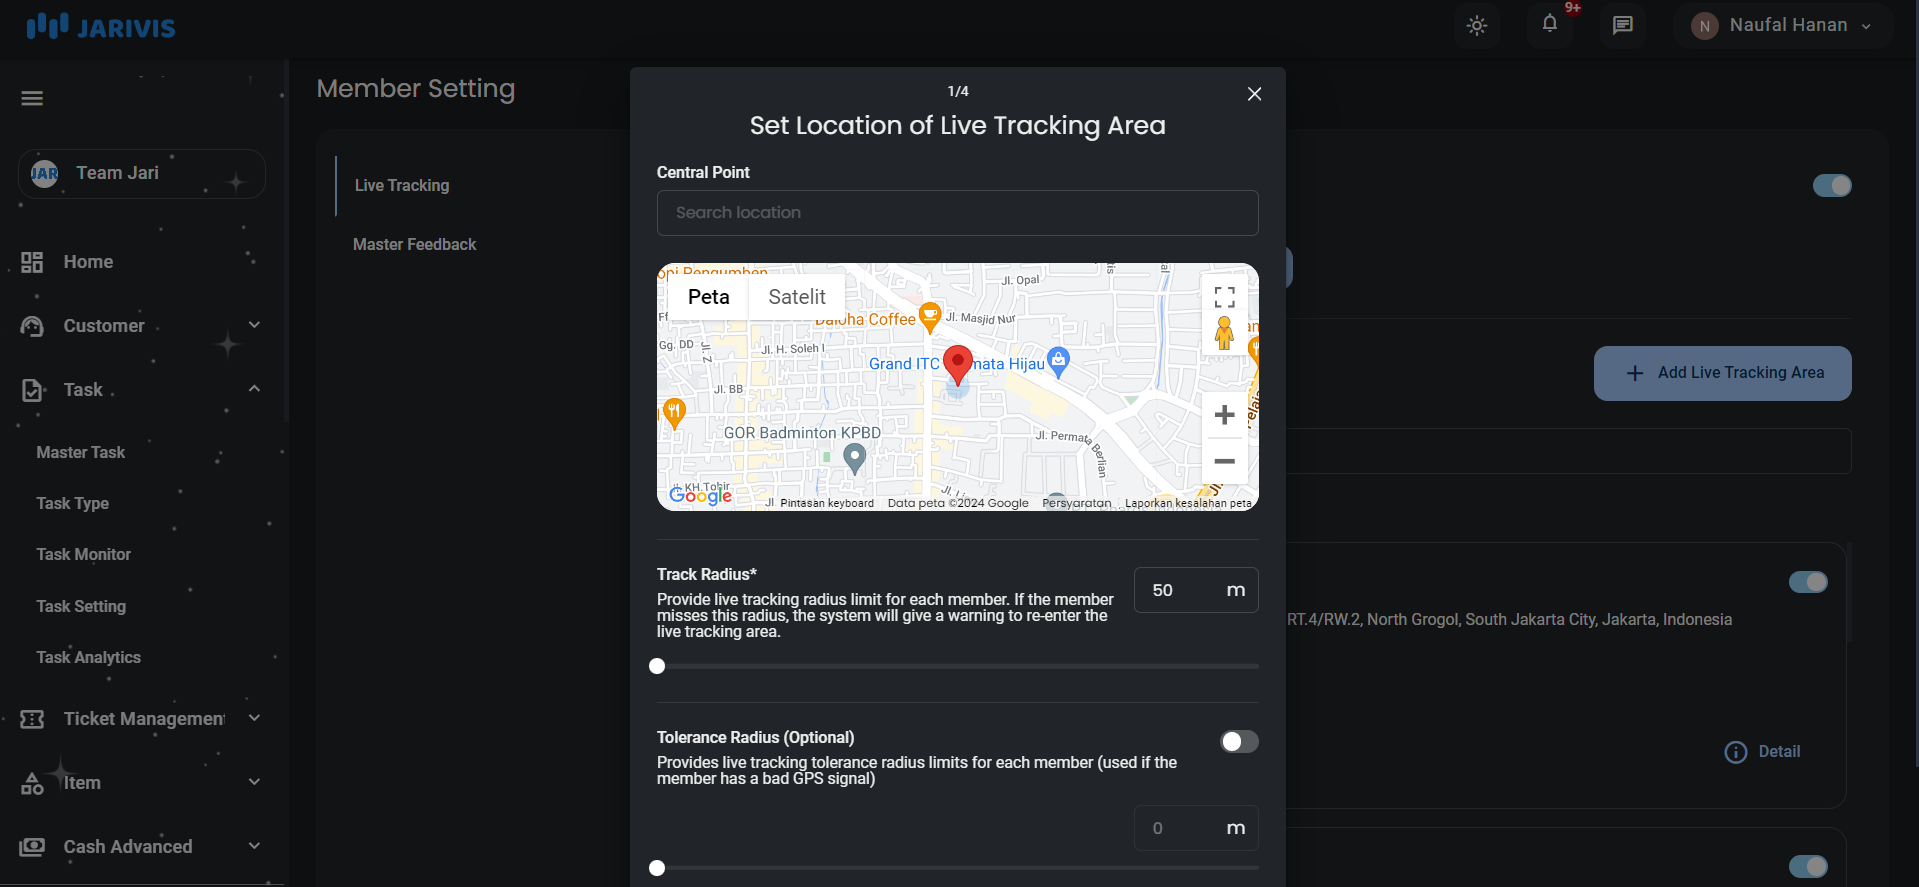 JARIVIS
9+
N
Naufal Hanan
Member Setting
JAR
Team Jari
Home
Customer
Task
Master Task
Task Type
Task Monitor
Task Setting
Task Analytics
Ticket Management
Item
Cash Advanced
Live Tracking
Master Feedback
1/4
Set Location of Live Tracking Area
Central Point
Search location
Peta
Satelit
Jl. Opal
Coffee
Jl. Masjid Nur
Gg. DD
Jl. Z
Jl. H. Soleh I
Grand ITC
mata Hijau
Jl. BB
GOR Badminton KPBD
Jl. Permata
Berlian
Jl. KH.Tohir
Google
Jl
Pintasan keyboard
Data peta ©2024 Google
Persyaratan
Laporkan kesalahan peta
Track Radius*
50 m
Provide live tracking radius limit for each member. If the member
misses this radius, the system will give a warning to re-enter the
live tracking area.
Tolerance Radius (Optional)
Provides live tracking tolerance radius limits for each member (used if the
member has a bad GPS signal)
0 m
Add Live Tracking Area
RT.4/RW.2, North Grogol, South Jakarta City, Jakarta, Indonesia
Detail